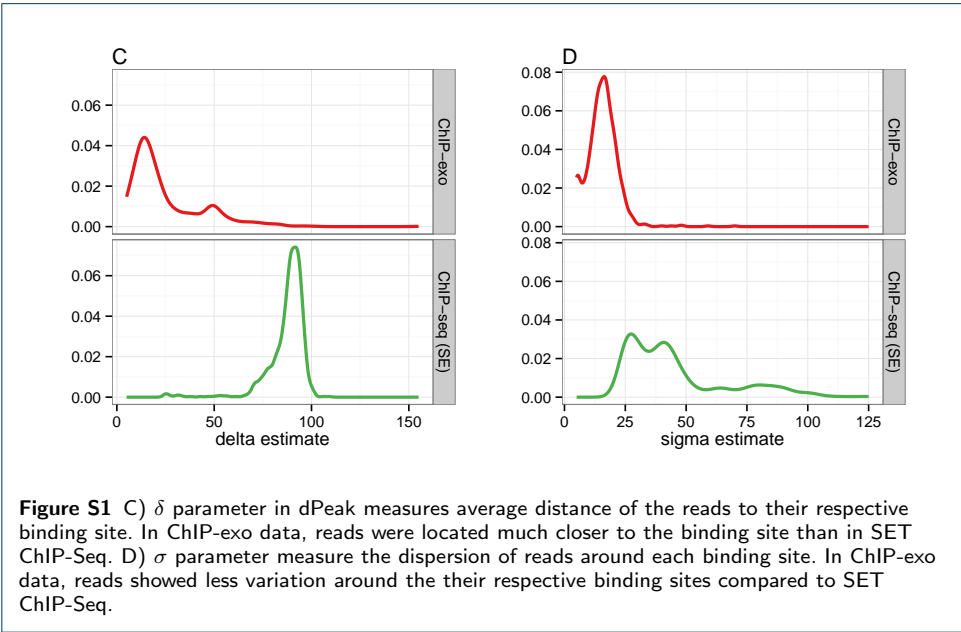 C
0.06
0.04
0.02
0.00
ChIP−exo
0.06
0.04
0.02
0.00
ChIP−seq (SE)
0 50 100 150
delta estimate
D
0.08
0.06
0.04
0.02
0.00
ChIP−exo
0.08
0.06
0.04
0.02
0.00
ChIP−seq (SE)
0 25 50 75 100 125
sigma estimate
Figure S1 C) δ parameter in dPeak measures average distance of the reads to their respective
binding site. In ChIP-exo data, reads were located much closer to the binding site than in SET
ChIP-Seq. D) σ parameter measure the dispersion of reads around each binding site. In ChIP-exo
data, reads showed less variation around the their respective binding sites compared to SET
ChIP-Seq.